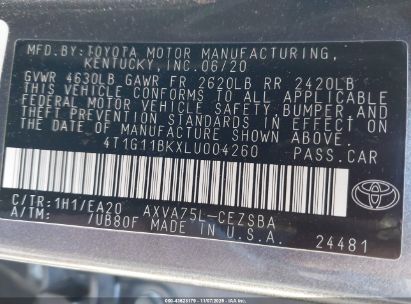 MFD.BY:TOYOTA MOTOR MANUFACTURING,
KENTUCKY,INC.06/20
GVWR 4630LB GAWR FR 2620LB RR 2420LB
THIS VEHICLE CONFORMS TO ALL APPLICABLE
FEDERAL MOTOR VEHICLE SAFETY, BUMPER,AND
THEFT PREVENTION STANDARDS IN EFFECT ON
THE DATE OF MANUFACTURE SHOWN ABOVE.
4T1G11BKXLU004260 PASS.CAR
C/TR:1H1/EA20 AXVA75L-CEZSBA
A/TM: /UB80F MADE IN U.S.A.
TOYOTA
24481